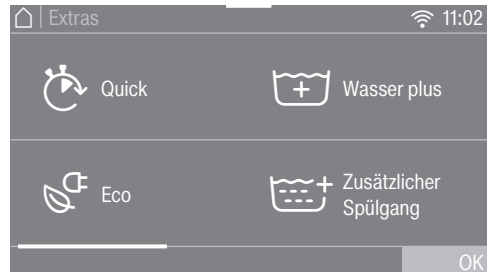 Extras
11:02
Quick
Wasser plus
Eco
Zusätzlicher
Spülgang
OK